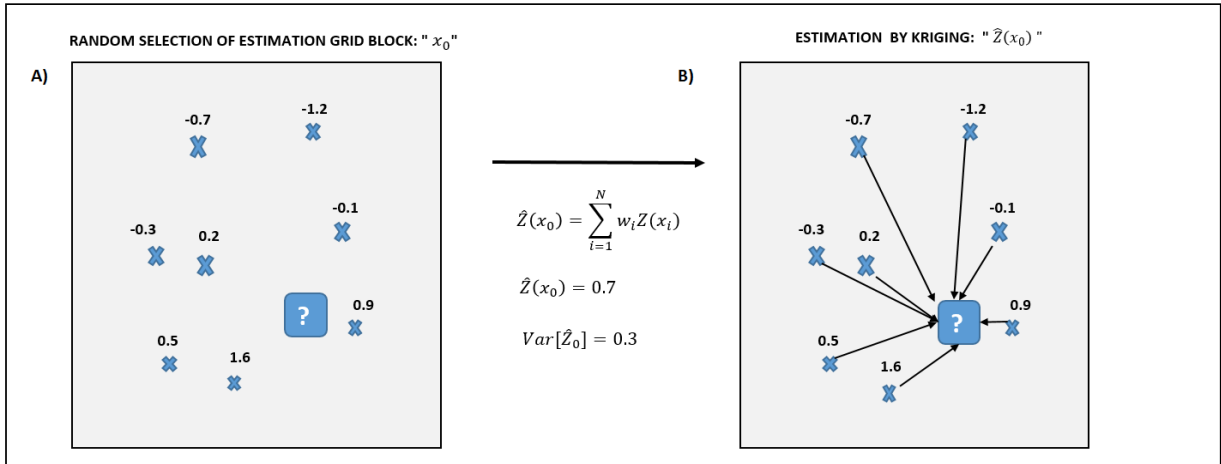 RANDOM SELECTION OF ESTIMATION GRID BLOCK: " x₀"
A)
-0.7
-1.2
-0.1
-0.3
0.2
?
0.9
0.5
1.6
Ẑ(x₀) = ∑_{i=1}^{N} wᵢZ(xᵢ)
Ẑ(x₀) = 0.7
Var[Ẑ₀] = 0.3
ESTIMATION BY KRIGING: " Ẑ(x₀) "
B)
-0.7
-1.2
-0.1
-0.3
0.2
?
0.9
0.5
1.6